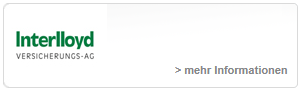 Interlloyd
VERSICHERUNGS-AG
> mehr Informationen